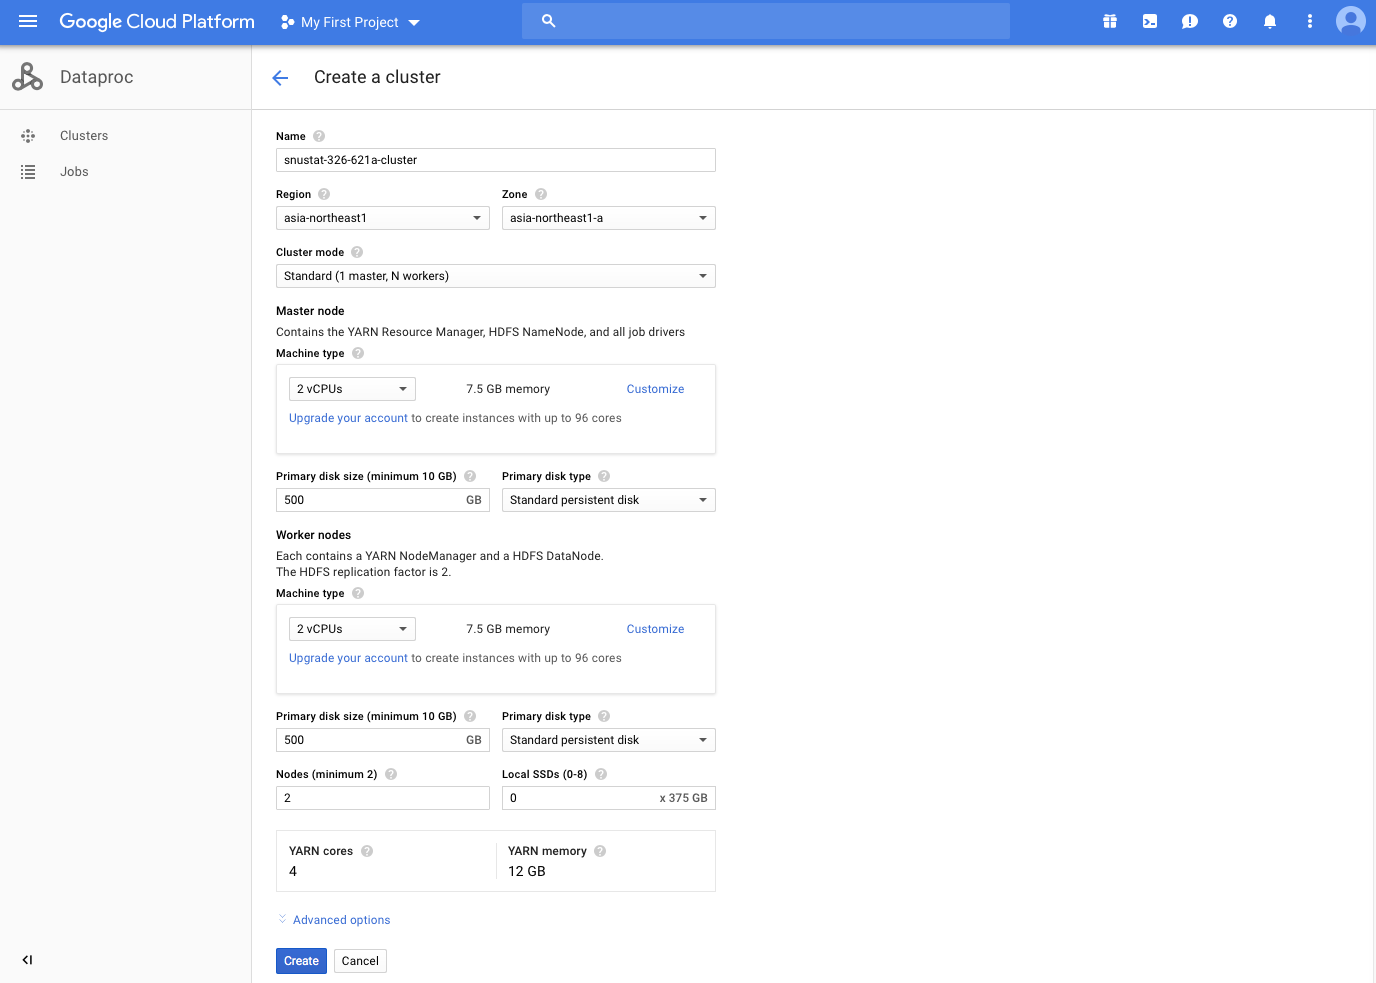 Google Cloud Platform My First Project
Dataproc Create a cluster
Clusters
Jobs
Name
snustat-326-621a-cluster
Region Zone
asia-northeast1 asia-northeast1-a
Cluster mode
Standard (1 master, N workers)
Master node
Contains the YARN Resource Manager, HDFS NameNode, and all job drivers
Machine type
2 vCPUs 7.5 GB memory Customize
Upgrade your account to create instances with up to 96 cores
Primary disk size (minimum 10 GB) Primary disk type
500 GB Standard persistent disk
Worker nodes
Each contains a YARN NodeManager and a HDFS DataNode.
The HDFS replication factor is 2.
Machine type
2 vCPUs 7.5 GB memory Customize
Upgrade your account to create instances with up to 96 cores
Primary disk size (minimum 10 GB) Primary disk type
500 GB Standard persistent disk
Nodes (minimum 2) Local SSDs (0-8)
2 0 x 375 GB
YARN cores YARN memory
4 12 GB
Advanced options
Create Cancel